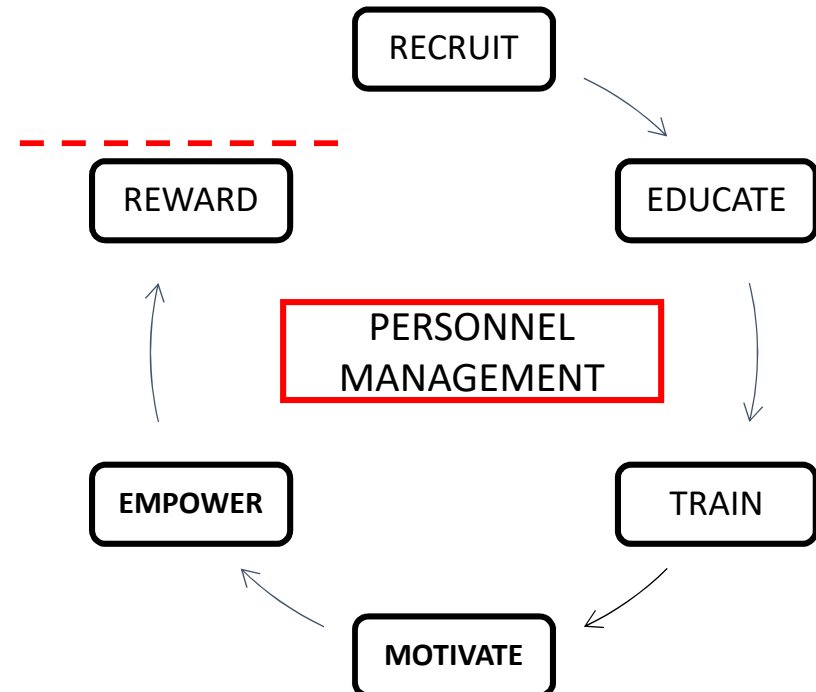 RECRUIT
REWARD
EDUCATE
PERSONNEL
MANAGEMENT
EMPOWER
TRAIN
MOTIVATE